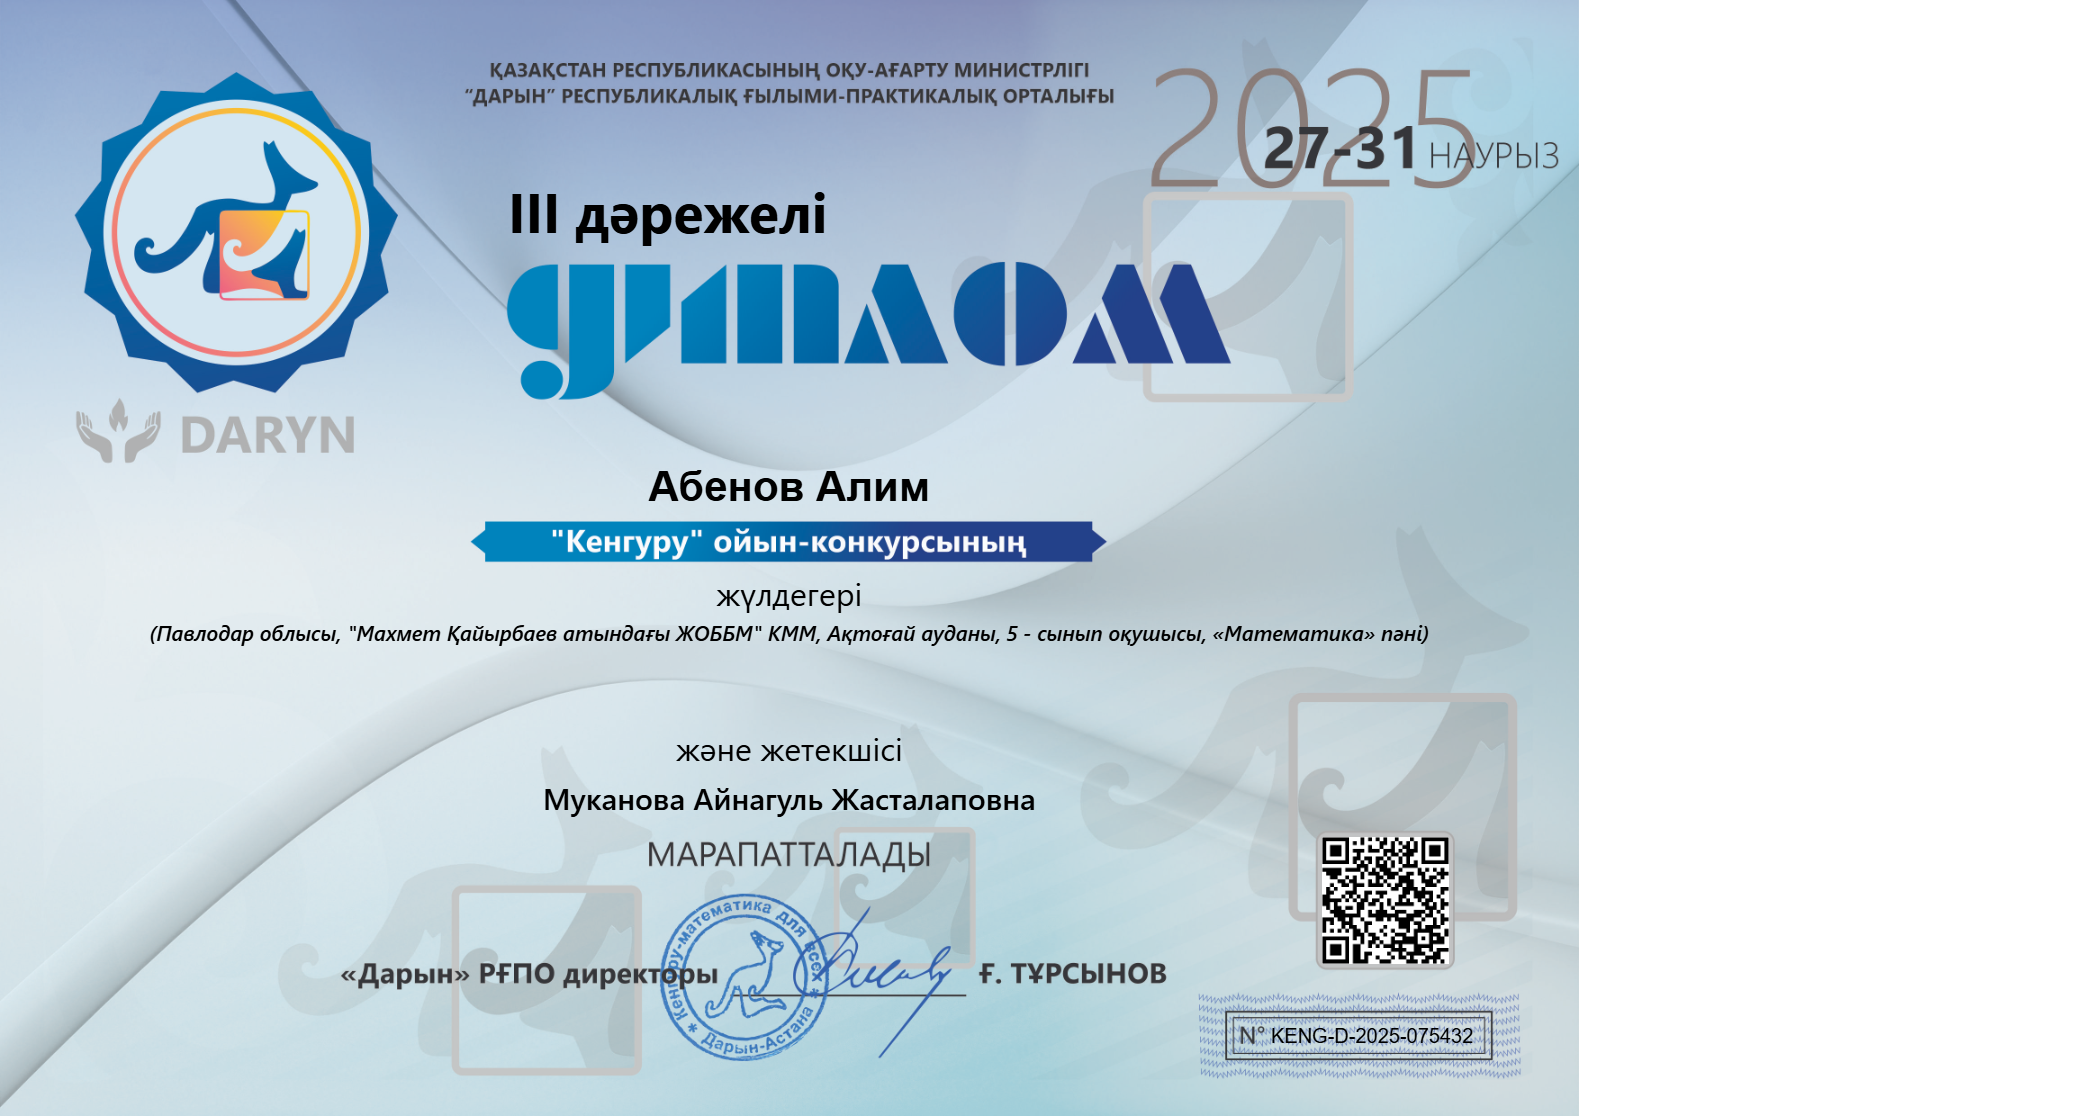 ҚАЗАҚСТАН РЕСПУБЛИКАСЫНЫҢ ОҚУ-АҒАРТУ МИНИСТРЛІГІ
“ДАРЫН” РЕСПУБЛИКАЛЫҚ ҒЫЛЫМИ-ПРАКТИКАЛЫҚ ОРТАЛЫҒЫ
2025
27-31 НАУРЫЗ
III дәрежелі
ДИПЛОМ
DARYN
Абенов Алим
"Кенгуру" ойын-конкурсының
жүлдегері
(Павлодар облысы, "Махмет Қайырбаев атындағы ЖОББМ" КММ, Ақтоғай ауданы, 5 - сынып оқушысы, «Математика» пәні)
және жетекшісі
Муканова Айнагуль Жасталаповна
МАРАПАТТАЛАДЫ
«Дарын» РҒПО директоры
Ғ. ТҰРСЫНОВ
Кенгуру-математика для всех
Дарын-Астана
N° KENG-D-2025-075432